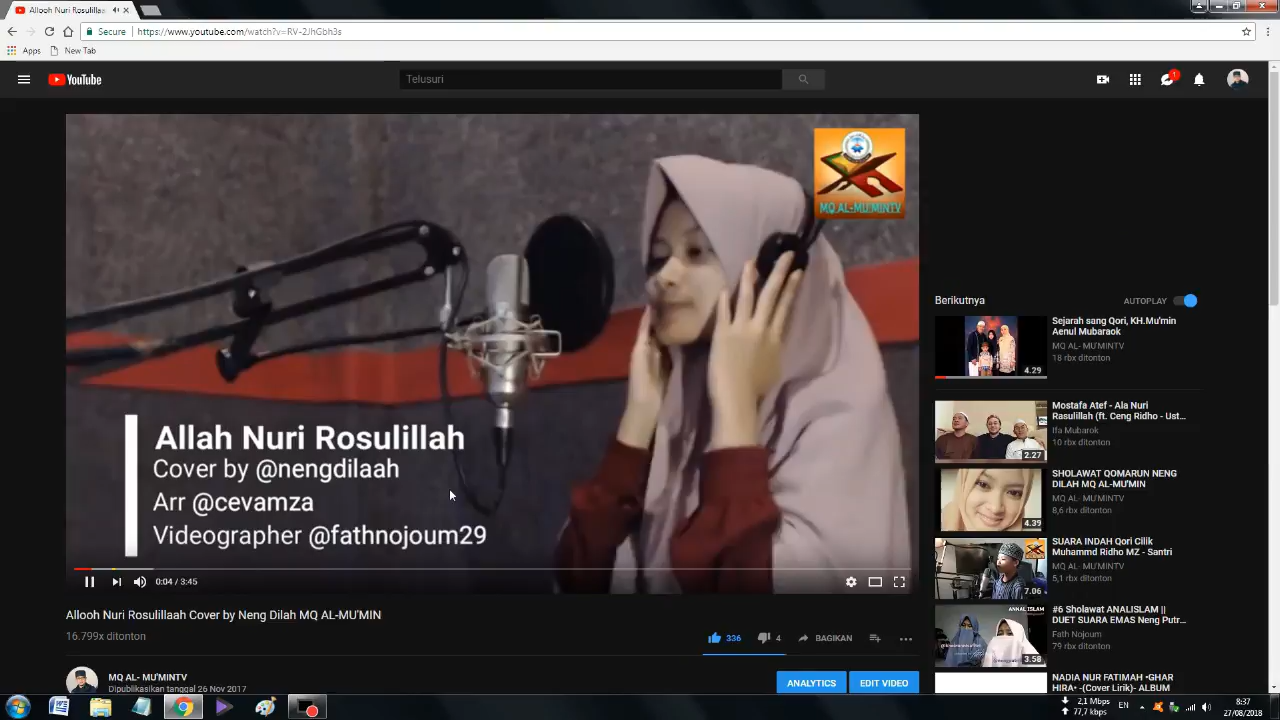 Allooh Nuri Rosulillaa
Secure
https://www.youtube.com/watch?v=RV-2JhGbh3s
Apps
New Tab
YouTube
Telusuri
1
MQ AL-MU'MINTV
Allah Nuri Rosulillah
Cover by @nengdilaah
Arr @cevamza
Videographer @fathnojoum29
0:04 / 3:45
Allooh Nuri Rosulillaah Cover by Neng Dilah MQ AL-MU'MIN
16.799x ditonton
336
4
BAGIKAN
MQ AL- MU'MINTV
Dipublikasikan tanggal 26 Nov 2017
ANALYTICS
EDIT VIDEO
Berikutnya
AUTOPLAY
4.29
Sejarah sang Qori, KH.Mu'min
Aenul Mubaraok
MQ AL- MU'MINTV
18 rbx ditonton
2.27
Mostafa Atef - Ala Nuri
Rasulillah (ft. Ceng Ridho - Ust...
Ifa Mubarok
10 rbx ditonton
4.39
SHOLAWAT QOMARUN NENG
DILAH MQ AL-MU'MIN
MQ AL- MU'MINTV
8,6 rbx ditonton
7.06
SUARA INDAH Qori Cilik
Muhammd Ridho MZ - Santri
MQ AL- MU'MINTV
5,1 rbx ditonton
ANNAL ISLAM
3.58
#6 Sholawat ANALISLAM ||
DUET SUARA EMAS Neng Putr...
Fath Nojoum
79 rbx ditonton
NADIA NUR FATIMAH •GHAR
HIRA• -(Cover Lirik)- ALBUM
2,1 Mbps
77,7 kbps
EN
8:37
27/08/2018